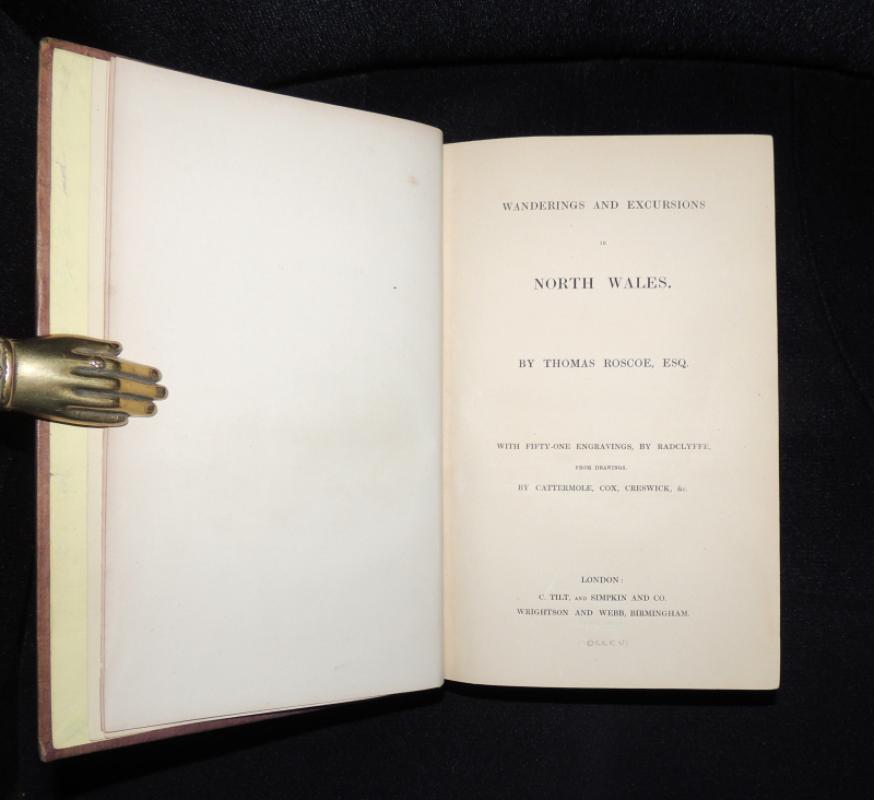 WANDERINGS AND EXCURSIONS
IN
NORTH WALES.
BY THOMAS ROSCOE, ESQ.
WITH FIFTY-ONE ENGRAVINGS, BY RADCLYFFE,
FROM DRAWINGS,
BY CATTERMOLE, COX, CRESWICK, &c.
LONDON:
C. TILT, AND SIMPKIN AND CO.
WRIGHTSON AND WEBB, BIRMINGHAM.